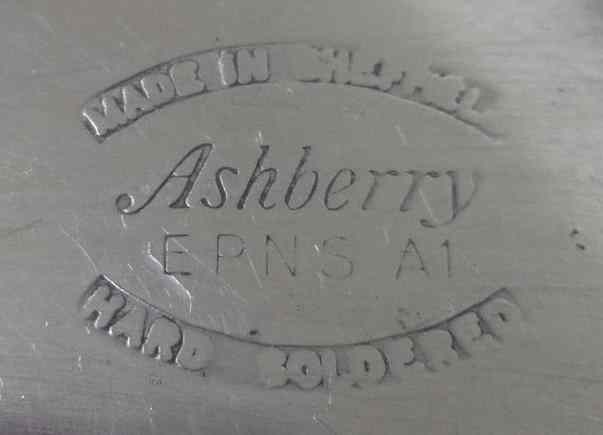 MADE IN SHEFFIELD
Ashberry
EPNS A1
HARD SOLDERED